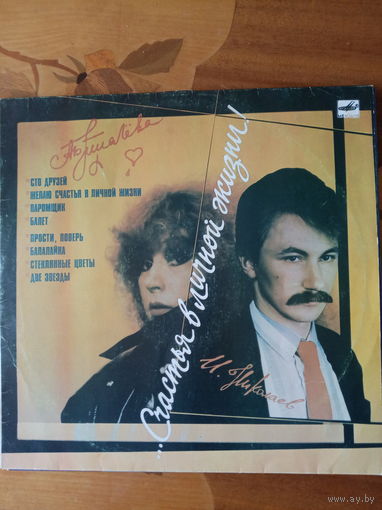 А. Пугачёва
"СТО ДРУЗЕЙ
"ЖЕЛАЮ СЧАСТЬЯ В ЛИЧНОЙ ЖИЗНИ
"ПАРОМЩИК
БАЛЕТ
ПРОСТИ, ПОВЕРЬ
БАЛАЛАЙКА
СТЕКЛЯННЫЕ ЦВЕТЫ
ДВЕ ЗВЕЗДЫ
...Счастья в личной жизни!
И. Николаев
www.ay.by